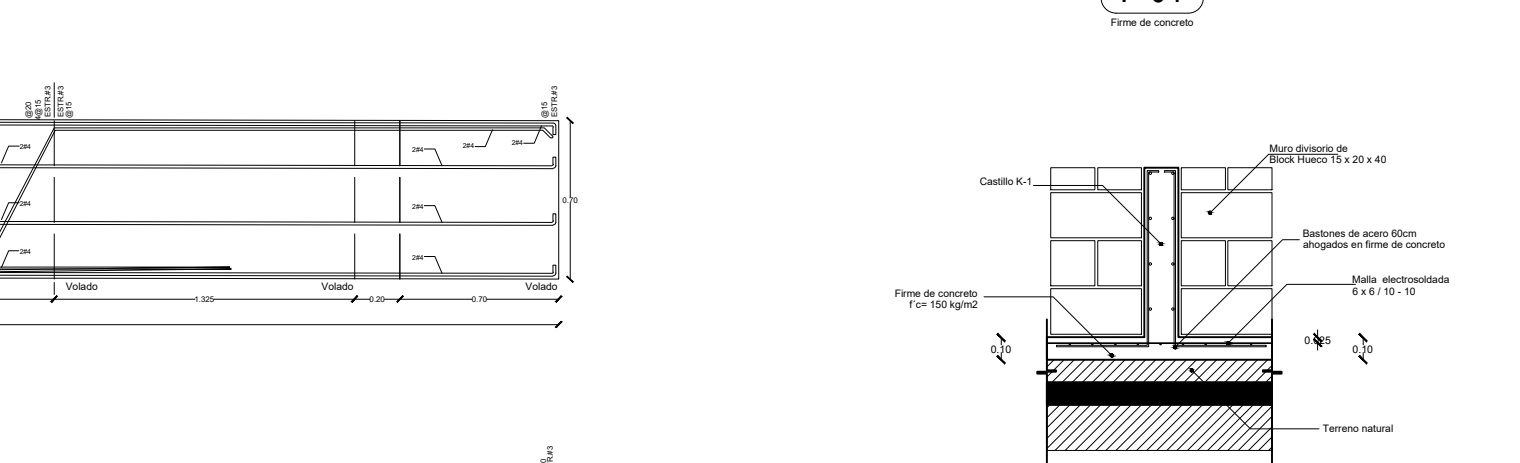 Firme de concreto
@20
4@15
ESTR.#3
ESTR.#3
@15
@15
ESTR.#3
2#4
2#4
2#4
2#4
2#4
2#4
2#4
2#4
0.70
Volado
Volado
Volado
1.325
0.20
0.70
Muro divisorio de
Block Hueco 15 x 20 x 40
Castillo K-1
Bastones de acero 60cm
ahogados en firme de concreto
Malla electrosoldada
6 x 6 / 10 - 10
Firme de concreto
f´c= 150 kg/m2
0.10
0.10
Terreno natural